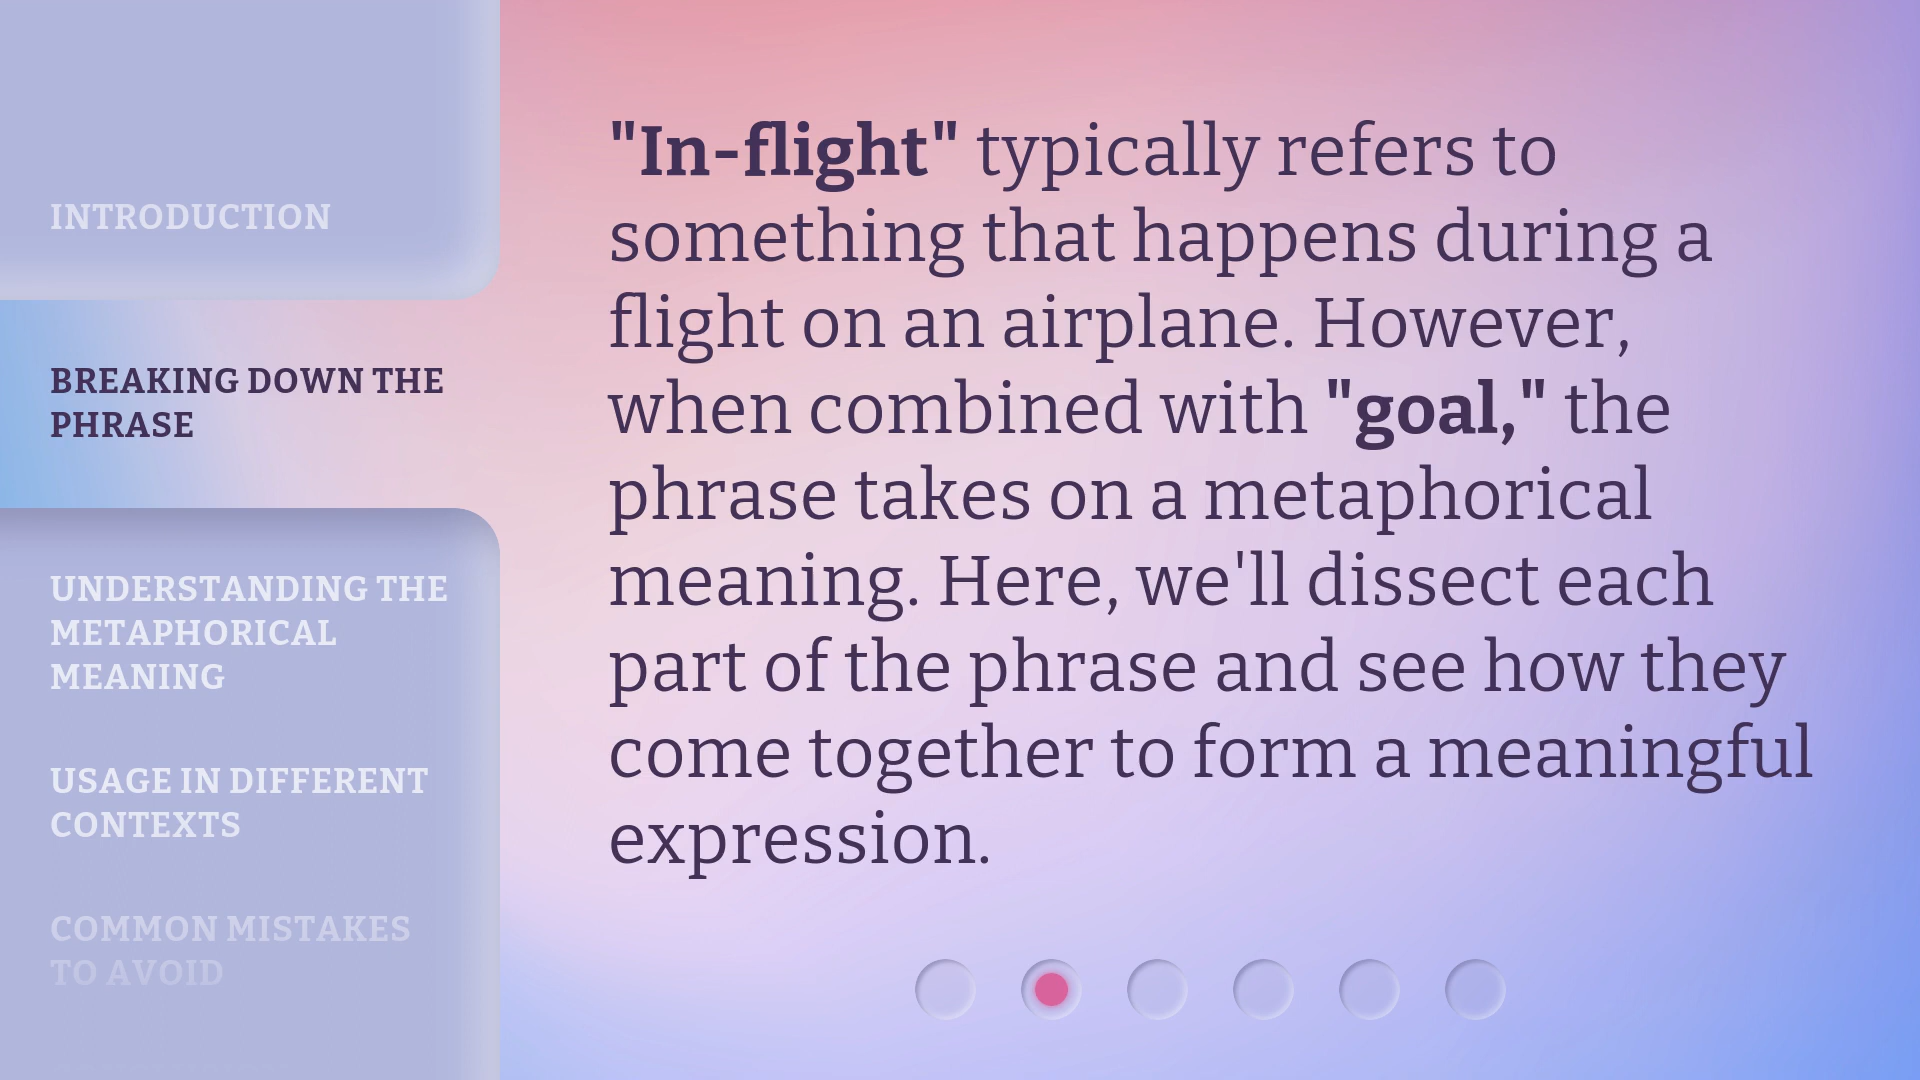 INTRODUCTION
BREAKING DOWN THE
PHRASE
UNDERSTANDING THE
METAPHORICAL
MEANING
USAGE IN DIFFERENT
CONTEXTS
COMMON MISTAKES
TO AVOID
"In-flight" typically refers to
something that happens during a
flight on an airplane. However,
when combined with "goal," the
phrase takes on a metaphorical
meaning. Here, we'll dissect each
part of the phrase and see how they
come together to form a meaningful
expression.